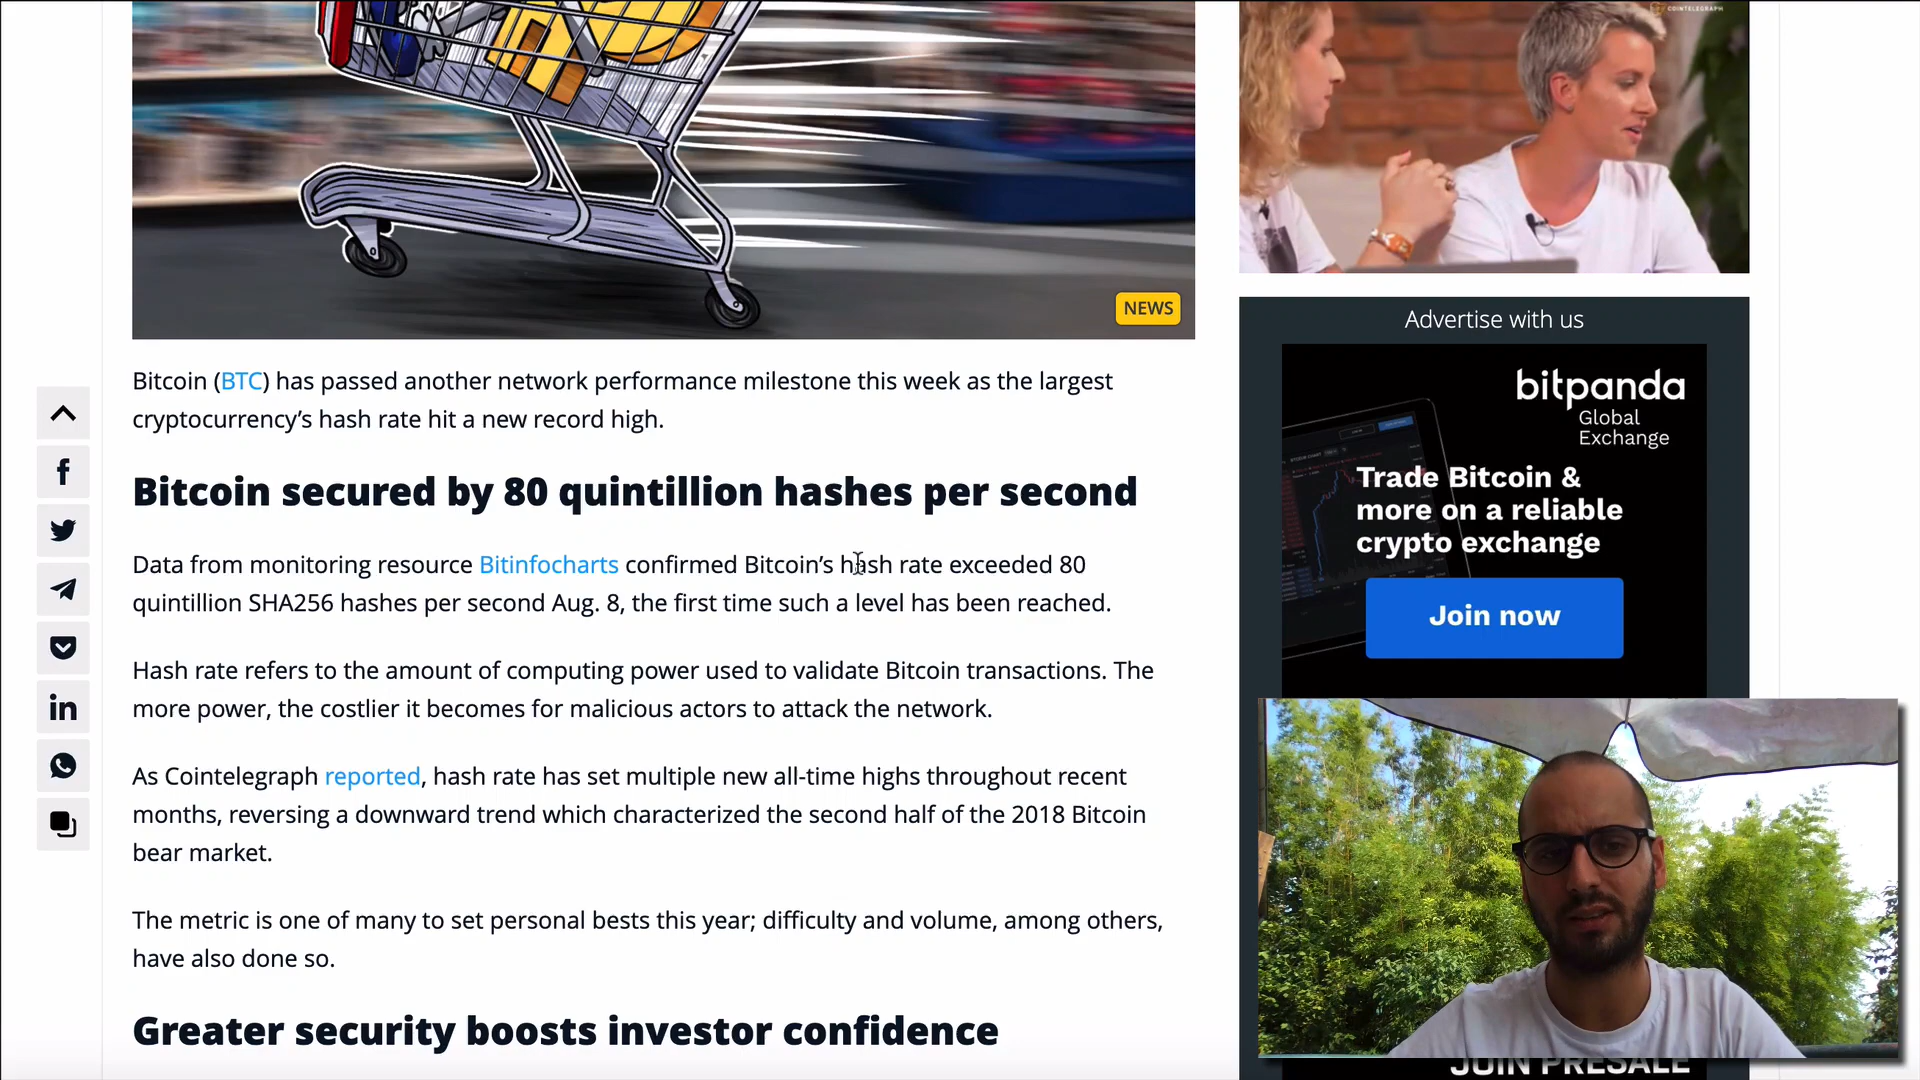 COINTELEGRAPH
NEWS
Bitcoin (BTC) has passed another network performance milestone this week as the largest
cryptocurrency’s hash rate hit a new record high.
Bitcoin secured by 80 quintillion hashes per second
Data from monitoring resource Bitinfocharts confirmed Bitcoin’s hash rate exceeded 80
quintillion SHA256 hashes per second Aug. 8, the first time such a level has been reached.
Hash rate refers to the amount of computing power used to validate Bitcoin transactions. The
more power, the costlier it becomes for malicious actors to attack the network.
As Cointelegraph reported, hash rate has set multiple new all-time highs throughout recent
months, reversing a downward trend which characterized the second half of the 2018 Bitcoin
bear market.
The metric is one of many to set personal bests this year; difficulty and volume, among others,
have also done so.
Greater security boosts investor confidence
Advertise with us
bitpanda
Global
Exchange
Trade Bitcoin &
more on a reliable
crypto exchange
Join now
JOIN PRESALE